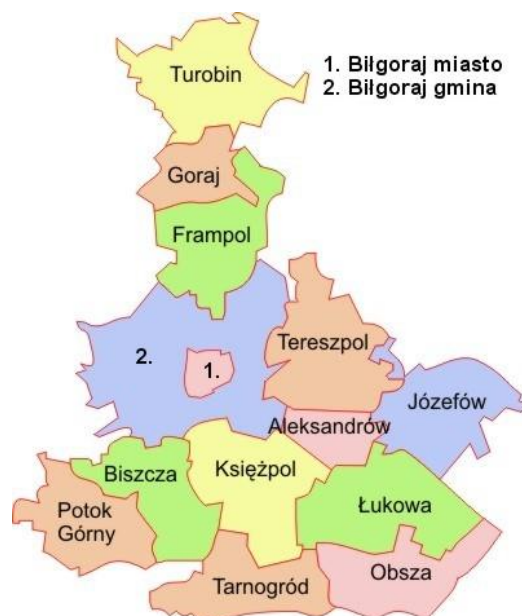 Turobin
1. Biłgoraj miasto
2. Biłgoraj gmina
Goraj
Frampol
Tereszpol
2.
1.
Józefów
Aleksandrów
Biszcza
Księżpol
Potok
Górny
Łukowa
Tarnogród
Obsza